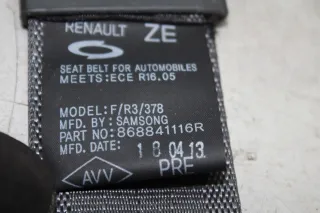 RENAULT ZE
SEAT BELT FOR AUTOMOBILES
MEETS:ECE R16.05
MODEL:F/R3/378
MFD. BY:SAMSONG
PART NO:868841116R
MFD. DATE: 18 04.13
AVV PRE